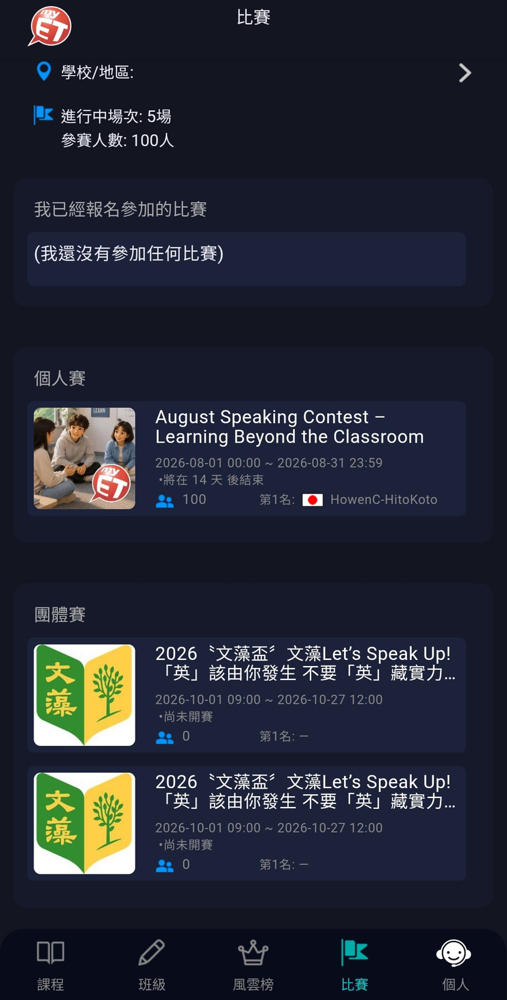 my
ET
比賽
學校/地區:
進行中場次: 5場
參賽人數: 100人
我已經報名參加的比賽
(我還沒有參加任何比賽)
個人賽
LEARN
my
ET
August Speaking Contest –
Learning Beyond the Classroom
2026-08-01 00:00 ~ 2026-08-31 23:59
•將在 14 天 後結束
100
第1名: HowenC-HitoKoto
團體賽
文藻
2026〝文藻盃〞文藻Let’s Speak Up!
「英」該由你發生 不要「英」藏實力…
2026-10-01 09:00 ~ 2026-10-27 12:00
•尚未開賽
0
第1名: —
文藻
2026〝文藻盃〞文藻Let’s Speak Up!
「英」該由你發生 不要「英」藏實力…
2026-10-01 09:00 ~ 2026-10-27 12:00
•尚未開賽
0
第1名: —
課程
班級
風雲榜
比賽
個人